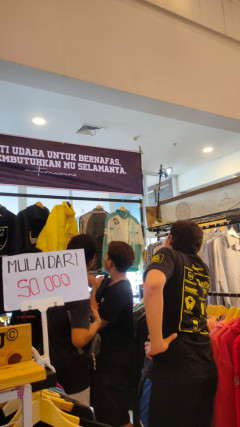 TI UDARA UNTUK BERNAFAS,
EMBUTUHKAN MU SELAMANYA.
MULAI DARI
50.000